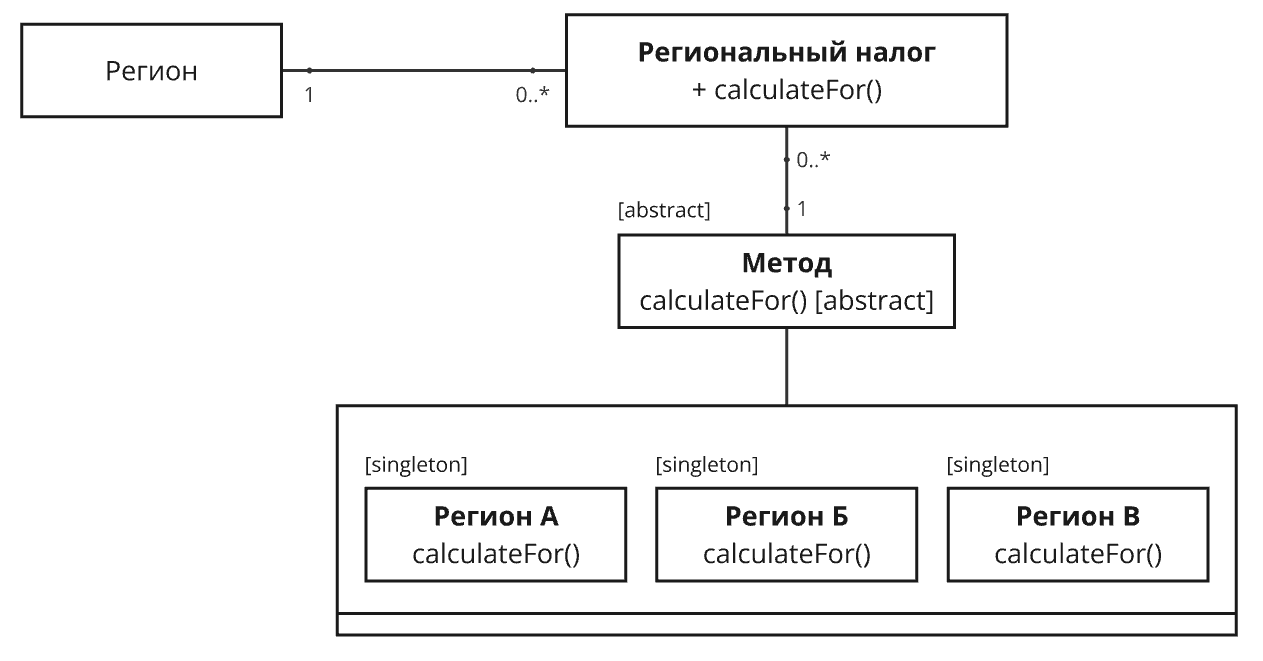 Регион
1
0..*
Региональный налог
+ calculateFor()
0..*
1
[abstract]
Метод
calculateFor() [abstract]
[singleton]
Регион А
calculateFor()
[singleton]
Регион Б
calculateFor()
[singleton]
Регион В
calculateFor()